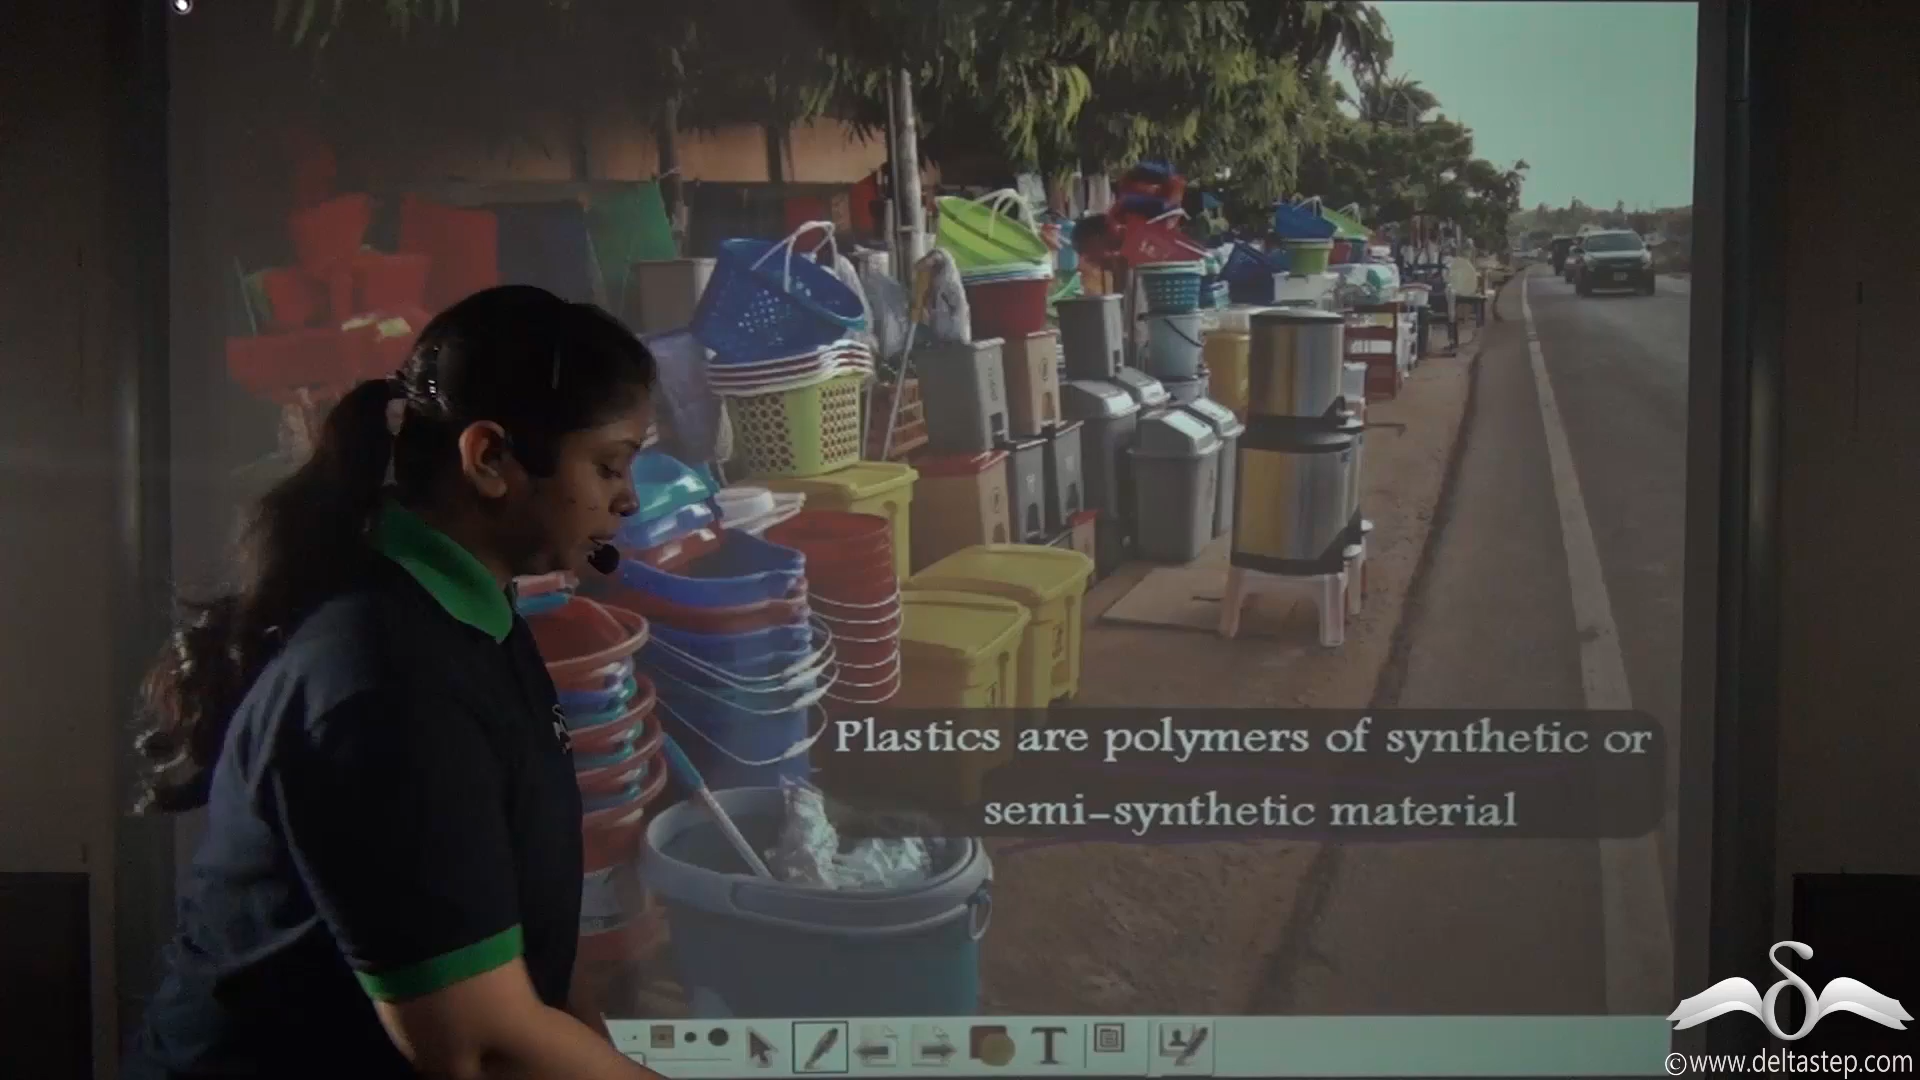 Plastics are polymers of synthetic or
semi-synthetic material
T
©www.deltastep.com